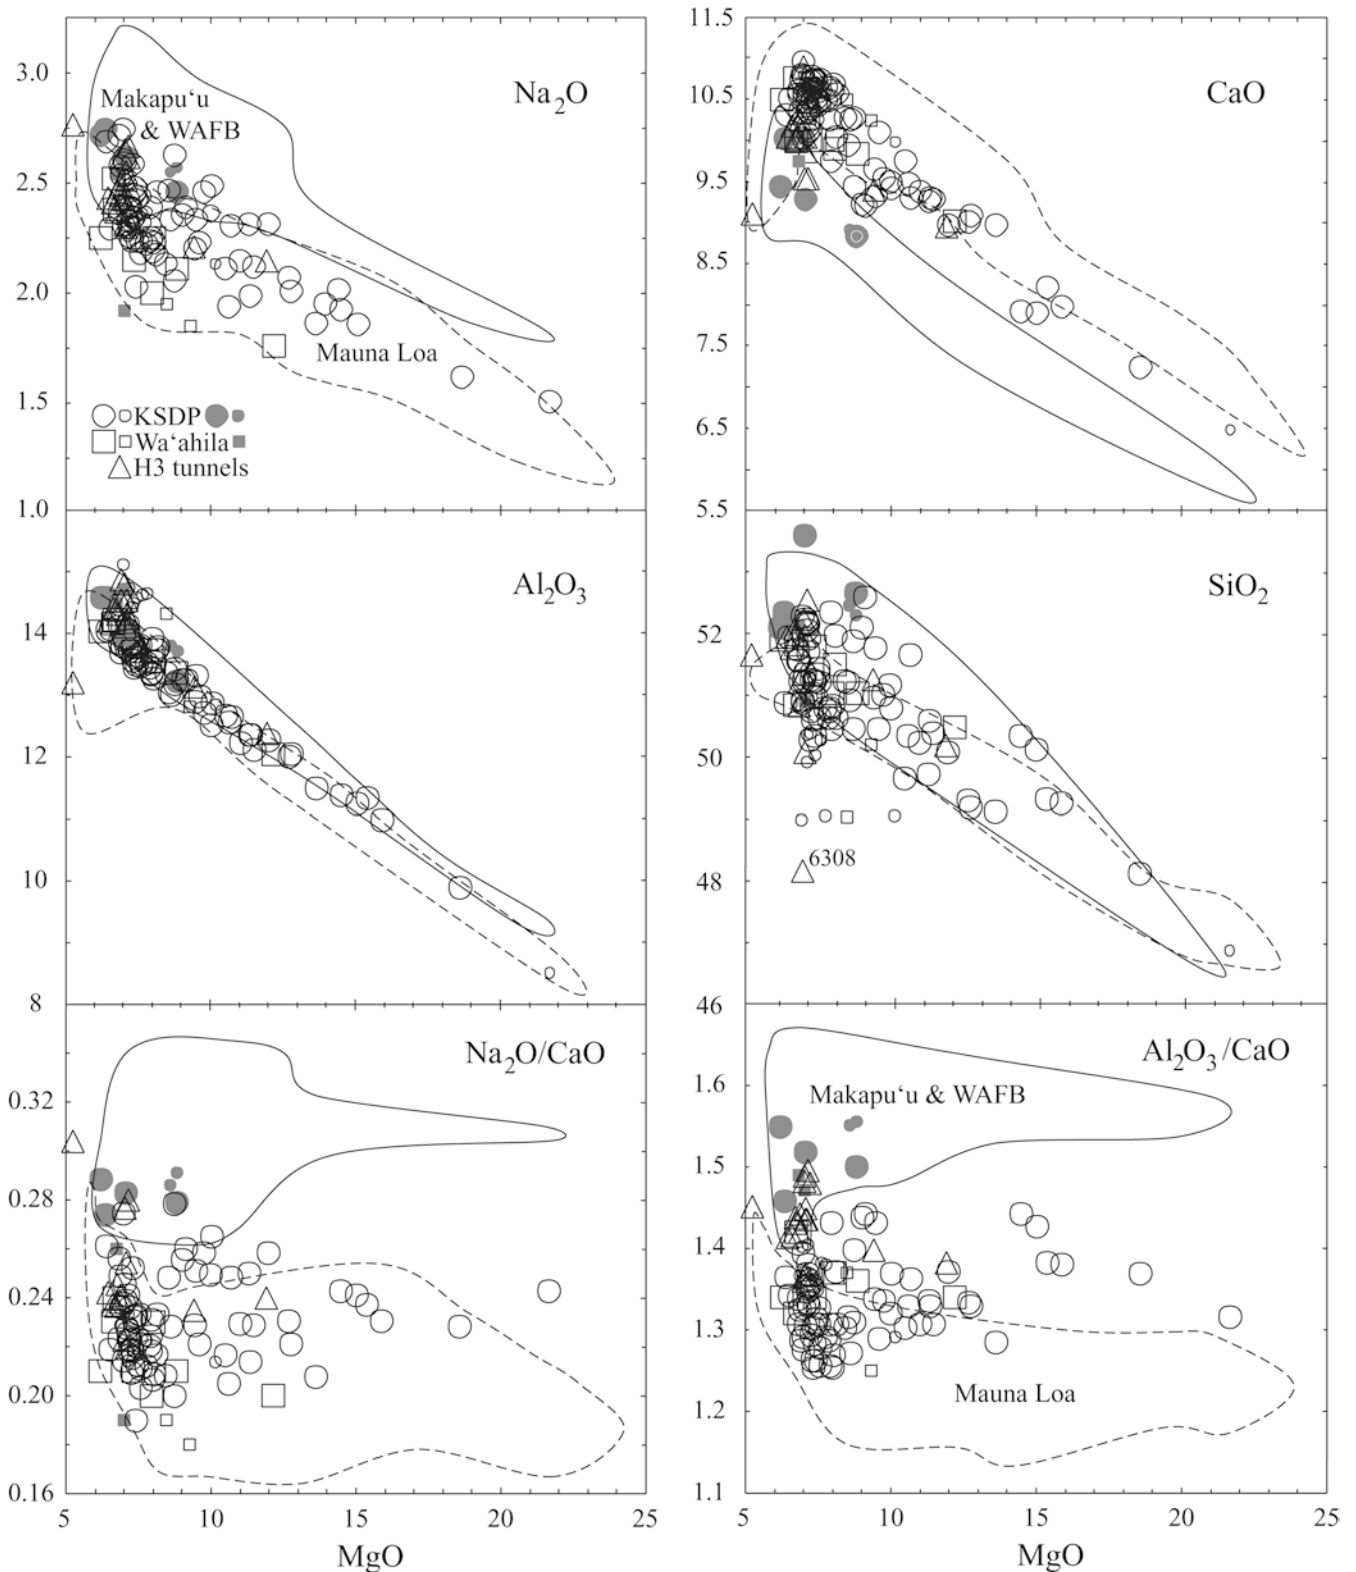 Na2O
3.0
2.5
2.0
1.5
1.0
Makapu‘u
& WAFB
Mauna Loa
KSDP
Wa‘ahila
H3 tunnels
CaO
11.5
10.5
9.5
8.5
7.5
6.5
5.5
Al2O3
14
12
10
8
SiO2
52
50
48
46
6308
Na2O/CaO
0.32
0.28
0.24
0.20
0.16
5
10
15
20
25
MgO
Al2O3/CaO
1.6
1.5
1.4
1.3
1.2
1.1
Makapu‘u & WAFB
Mauna Loa
5
10
15
20
25
MgO